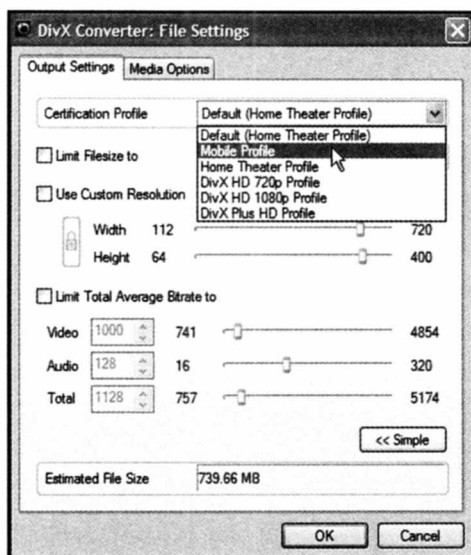 DivX Converter: File Settings
Output Settings Media Options
Certification Profile Default (Home Theater Profile)
Default (Home Theater Profile)
Mobile Profile
Home Theater Profile
DivX HD 720p Profile
DivX HD 1080p Profile
DivX Plus HD Profile
Limit Filesize to
Use Custom Resolution
Width 112 720
Height 64 400
Limit Total Average Bitrate to
Video 1000 741 4854
Audio 128 16 320
Total 1128 757 5174
<< Simple
Estimated File Size 739.66 MB
OK Cancel